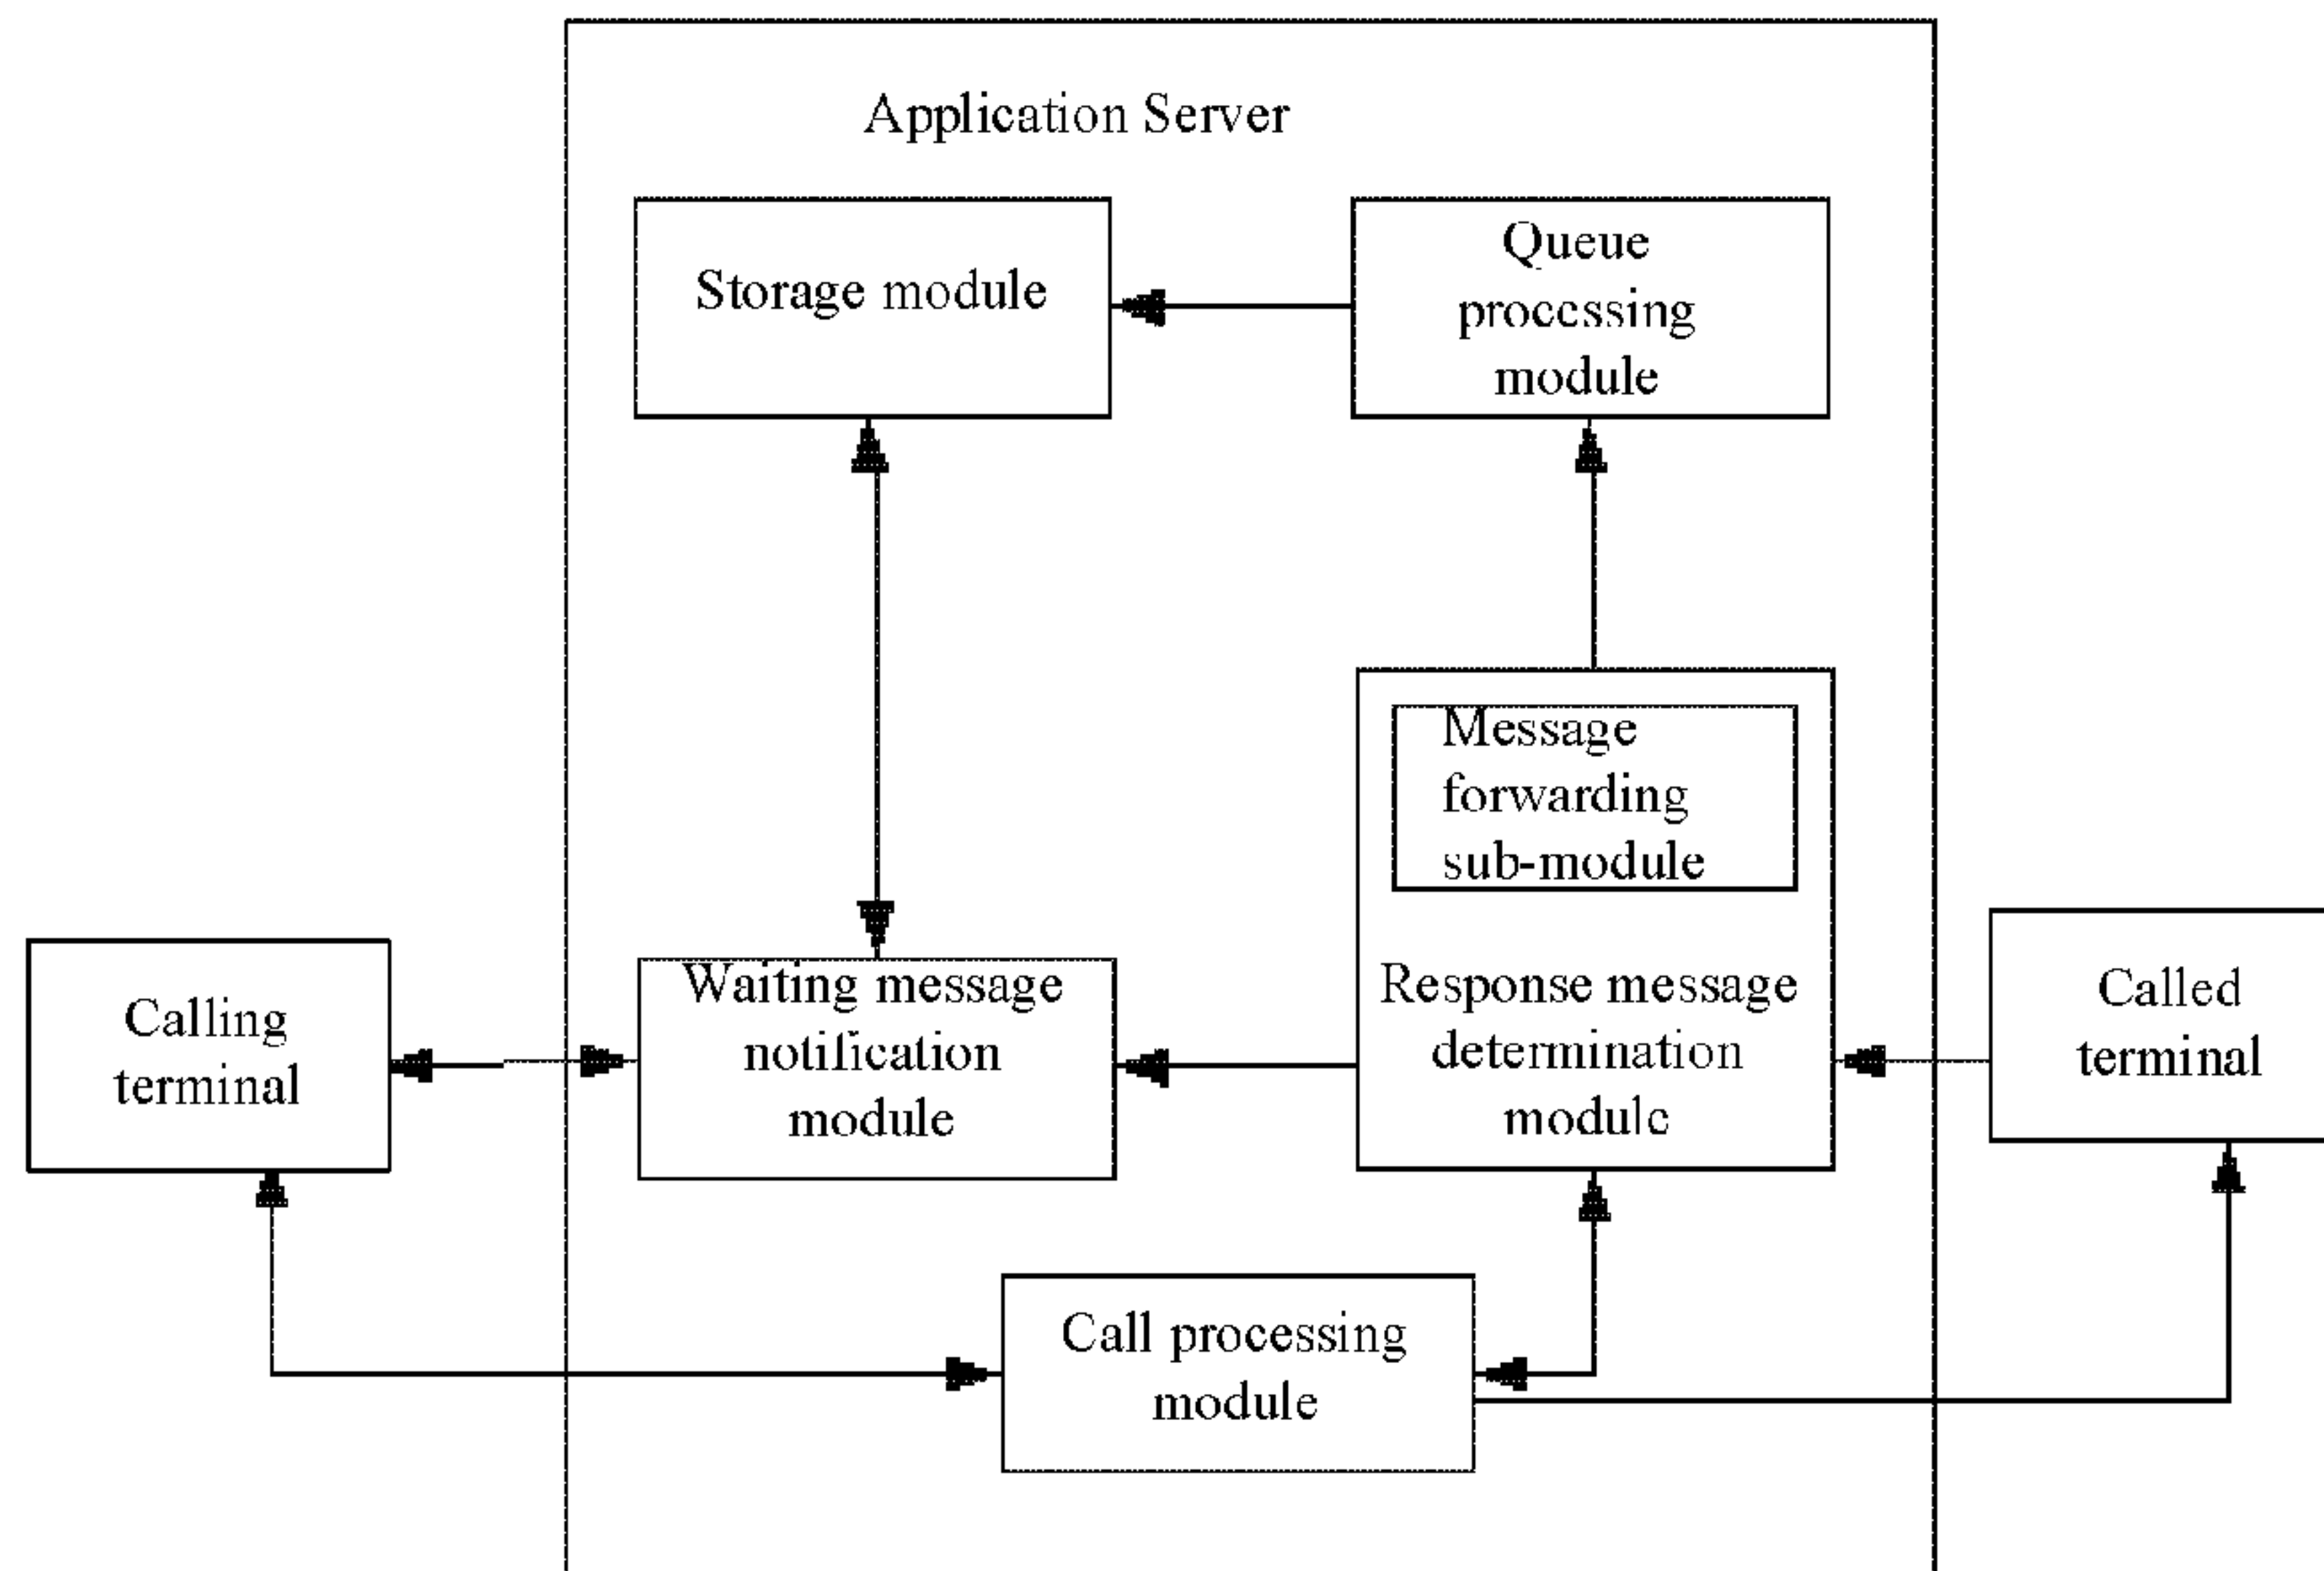 Application Server
Storage module
Queue
processing
module
Message
forwarding
sub-module
Calling
terminal
Waiting message
notification
module
Response message
determination
module
Called
terminal
Call processing
module